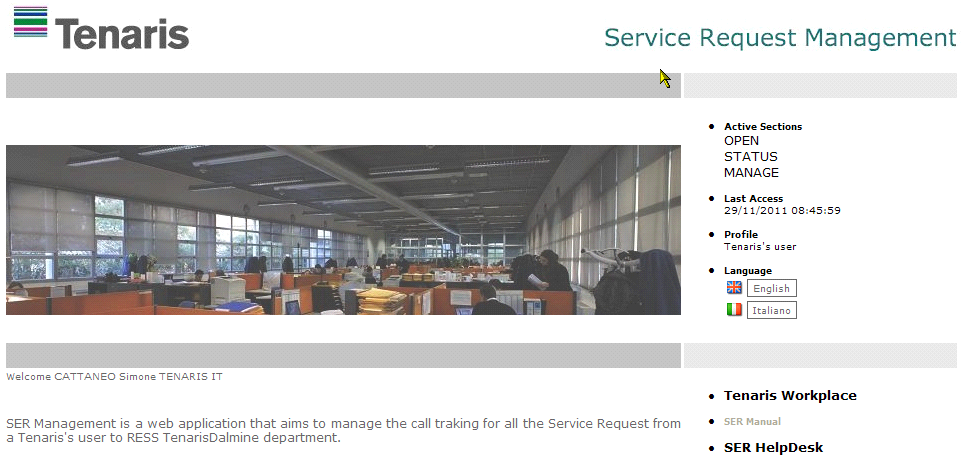 Tenaris
Service Request Management
Active Sections
OPEN
STATUS
MANAGE
Last Access
29/11/2011 08:45:59
Profile
Tenaris's user
Language
English
Italiano
Welcome CATTANEO Simone TENARIS IT
SER Management is a web application that aims to manage the call traking for all the Service Request from
a Tenaris's user to RESS TenarisDalmine department.
Tenaris Workplace
SER Manual
SER HelpDesk